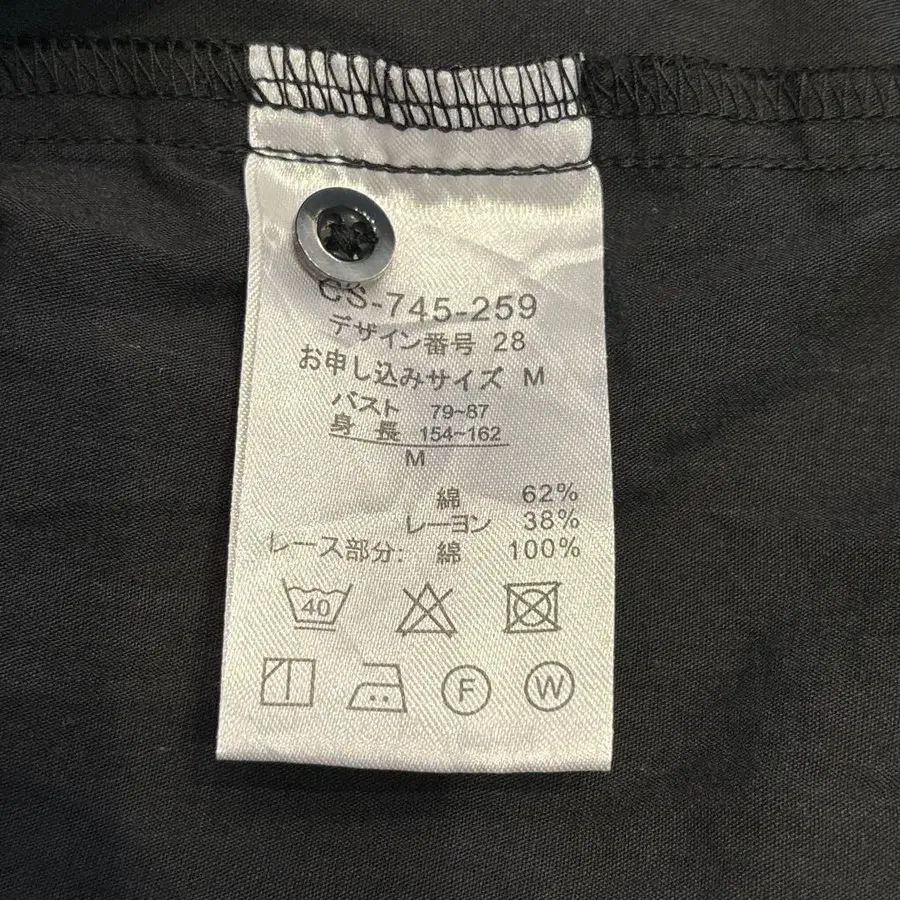 CS-745-259
デザイン番号 28
お申し込みサイズ M
バスト 79~87
身 長 154~162
M
綿 62%
レーヨン 38%
レース部分: 綿 100%
40
F W